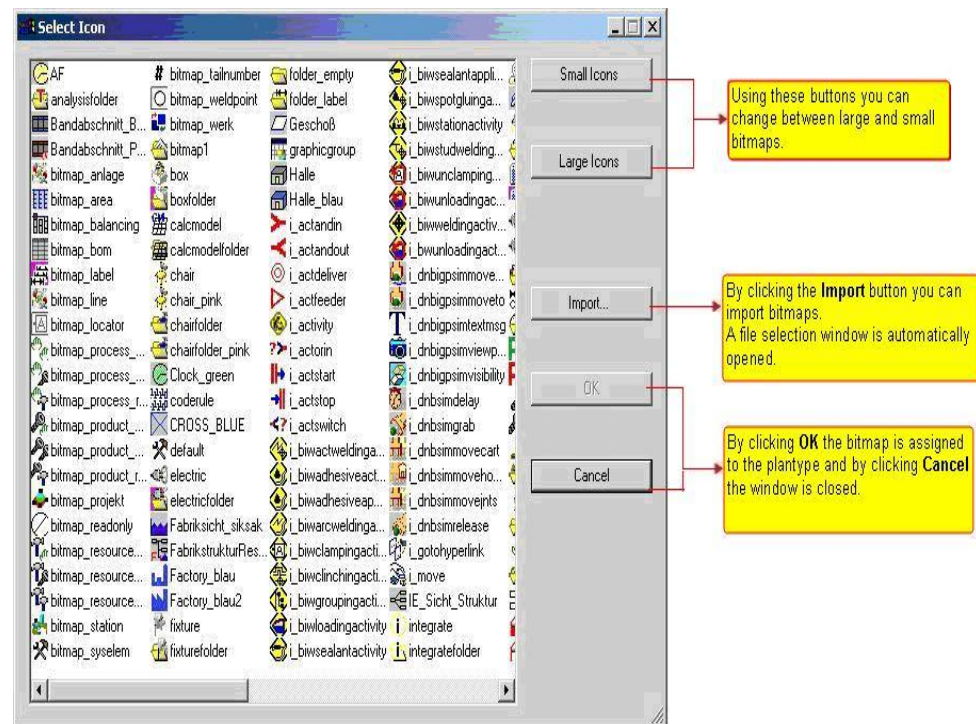 Select Icon
AF
analysisfolder
Bandabschnitt_B...
Bandabschnitt_P...
bitmap_anlage
bitmap_area
bitmap_balancing
bitmap_bom
bitmap_label
bitmap_line
bitmap_locator
bitmap_process_...
bitmap_process_...
bitmap_process_r...
bitmap_product_...
bitmap_product_...
bitmap_product_r...
bitmap_projekt
bitmap_readonly
bitmap_resource...
bitmap_resource...
bitmap_resource...
bitmap_station
bitmap_syselem
bitmap_tailnumber
bitmap_weldpoint
bitmap_werk
bitmap1
box
boxfolder
calcmodel
calcmodelfolder
chair
chair_pink
chairfolder
chairfolder_pink
Clock_green
coderule
CROSS_BLUE
default
electric
electricfolder
Fabriksicht_siksak
FabrikstrukturRes...
Factory_blau
Factory_blau2
fixture
fixturefolder
folder_empty
folder_label
Geschoß
graphicgroup
Halle
Halle_blau
i_actandin
i_actandout
i_actdeliver
i_actfeeder
i_activity
i_actorin
i_actstart
i_actstop
i_actswitch
i_biwactweldinga...
i_biwadhesiveact...
i_biwadhesiveap...
i_biwarcweldinga...
i_biwclampingacti...
i_biwclinchingacti...
i_biwgroupingacti...
i_biwloadingactivity
i_biwsealantactivity
i_biwsealantappli...
i_biwspotgluinga...
i_biwstationactivity
i_biwstudwelding...
i_biwunclamping...
i_biwunloadingac...
i_biwweldingactiv...
i_bwunloadingact...
i_dnbigpsimmove...
i_dnbigpsimmoveto
i_dnbigpsimtextmsg
i_dnbigpsimviewp...
i_dnbigpsimvisibility
i_dnbsimdelay
i_dnbsimgrab
i_dnbsimmovecart
i_dnbsimmoveho...
i_dnbsimmovejnts
i_dnbsimrelease
i_gotohyperlink
i_move
IE_Sicht_Struktur
integrate
integratefolder
Small Icons
Large Icons
Import...
OK
Cancel
Using these buttons you can
change between large and small
bitmaps.
By clicking the Import button you can
import bitmaps.
A file selection window is automatically
opened.
By clicking OK the bitmap is assigned
to the plantype and by clicking Cancel
the window is closed.